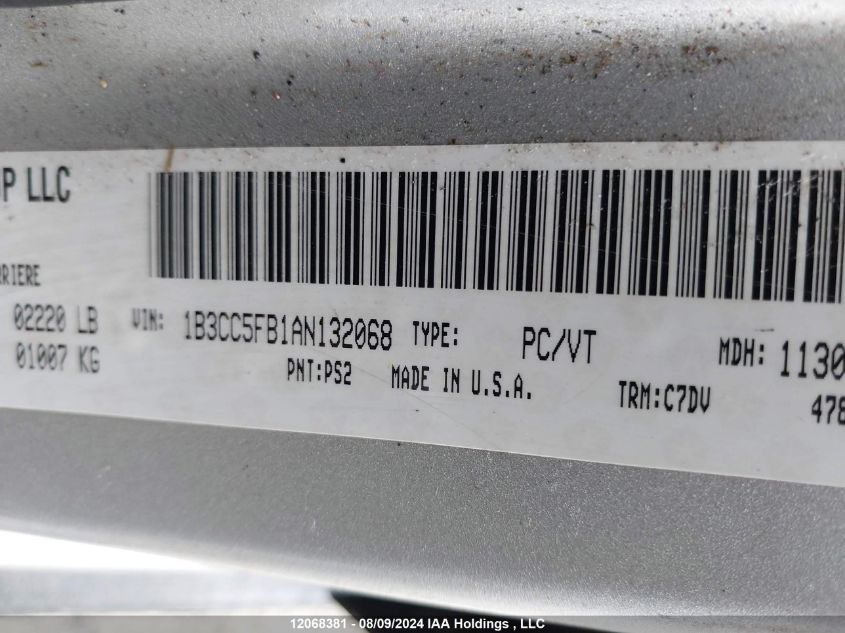 P LLC
RRIERE
02220 LB VIN: 1B3CC5FB1AN132068 TYPE: PC/VT MDH: 1130
01007 KG PNT:PS2 MADE IN U.S.A. TRM:C7DV 478
12068381 - 08/09/2024 IAA Holdings , LLC